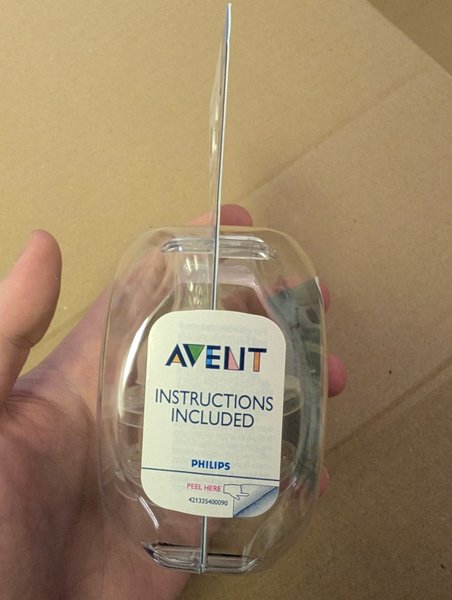 AVENT
INSTRUCTIONS
INCLUDED
PHILIPS
PEEL HERE
421335400090